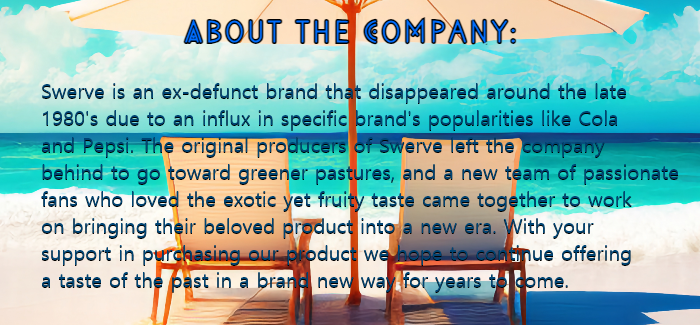 About the Company:
Swerve is an ex-defunct brand that disappeared around the late
1980's due to an influx in specific brand's popularities like Cola
and Pepsi. The original producers of Swerve left the company
behind to go toward greener pastures, and a new team of passionate
fans who loved the exotic yet fruity taste came together to work
on bringing their beloved product into a new era. With your
support in purchasing our product we hope to continue offering
a taste of the past in a brand new way for years to come.